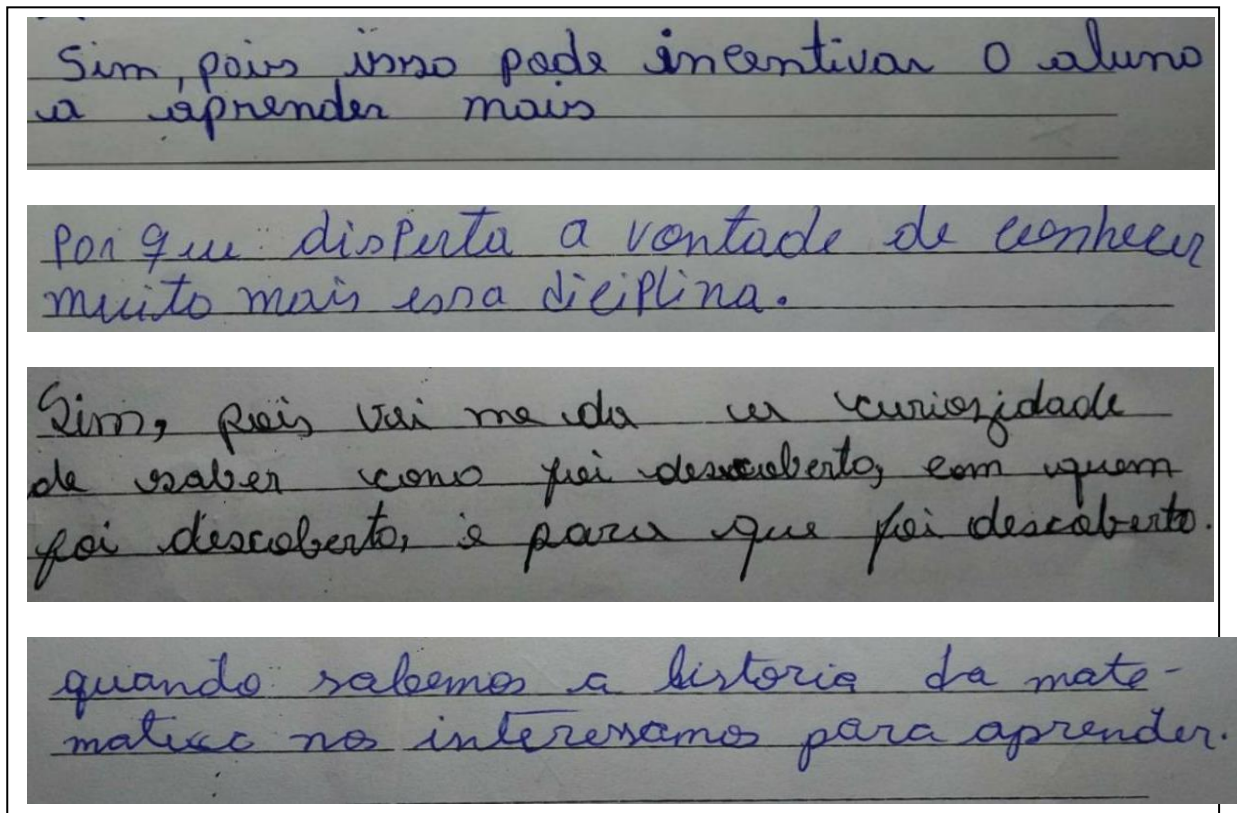 Sim, pois isso pode incentivar o aluno
a aprender mais
Por que disperta a vontade de conhecer
muito mais essa diciplina.
Sim, pois vai me da a curiozidade
de saber como foi descoberto, com quem
foi descoberto, e para que foi descoberto.
quando sabemos a historia da mate-
matica nos interessamos para aprender.